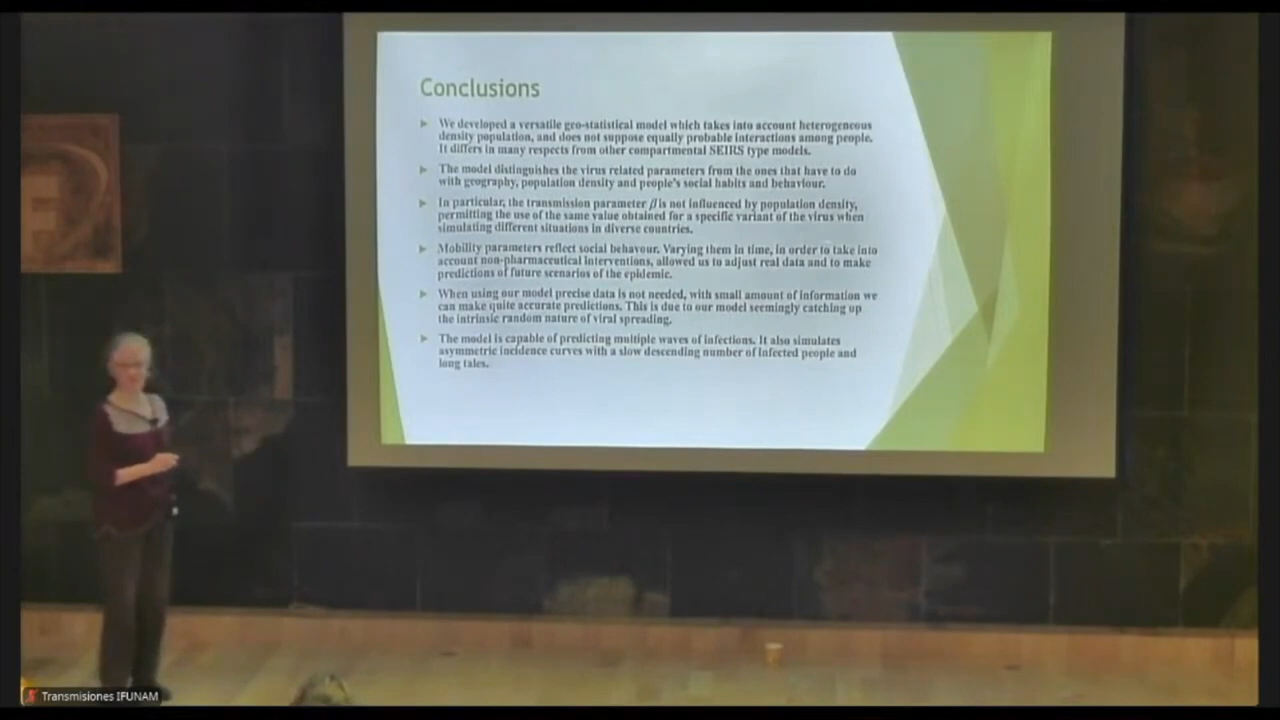 Conclusions
We developed a versatile geo-statistical model which takes into account heterogeneous
density population, and does not suppose equally probable interactions among people.
It differs in many respects from other compartmental SEIRS type models.
The model distinguishes the virus related parameters from the ones that have to do
with geography, population density and people's social habits and behaviour.
In particular, the transmission parameter β is not influenced by population density,
permitting the use of the same value obtained for a specific variant of the virus when
simulating different situations in diverse countries.
Mobility parameters reflect social behavour. Varying them in time, in order to take into
account non-pharmaceutical interventions, allowed us to adjust real data and to make
predictions of future scenarios of the epidemic.
When using our model precise data is not needed, with small amount of information we
can make quite accurate predictions. This is due to our model seemingly catching up
the intrinsic random nature of viral spreading.
The model is capable of predicting multiple waves of infections. It also simulates
asymmetric incidence curves with a slow descending number of infected people and
long tales.
Transmisiones IFUNAM